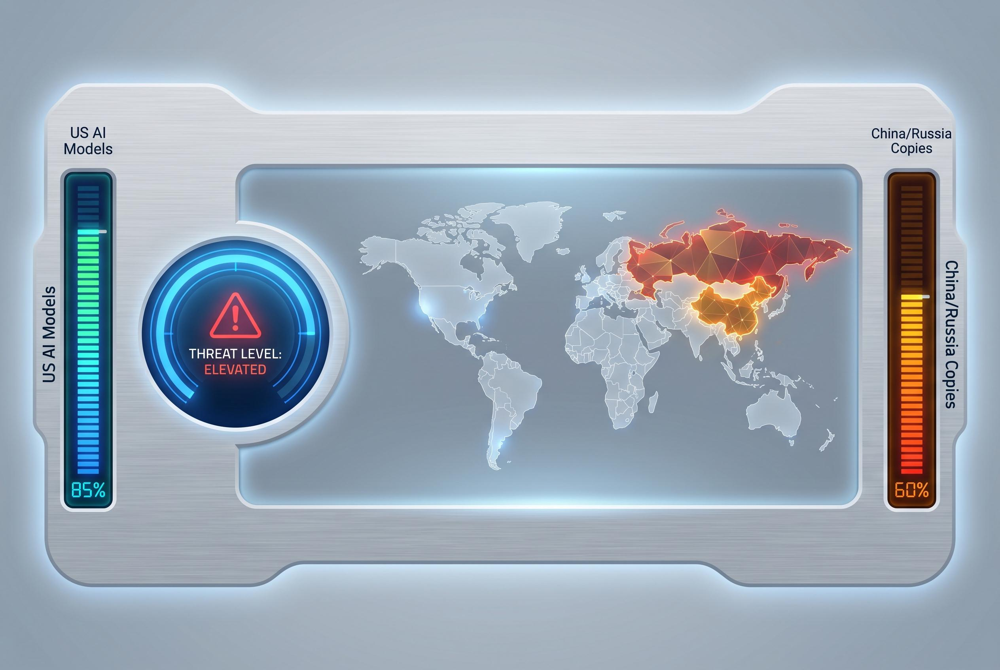 US AI
Models
China/Russia
Copies
US AI Models
THREAT LEVEL:
ELEVATED
China/Russia Copies
85%
60%